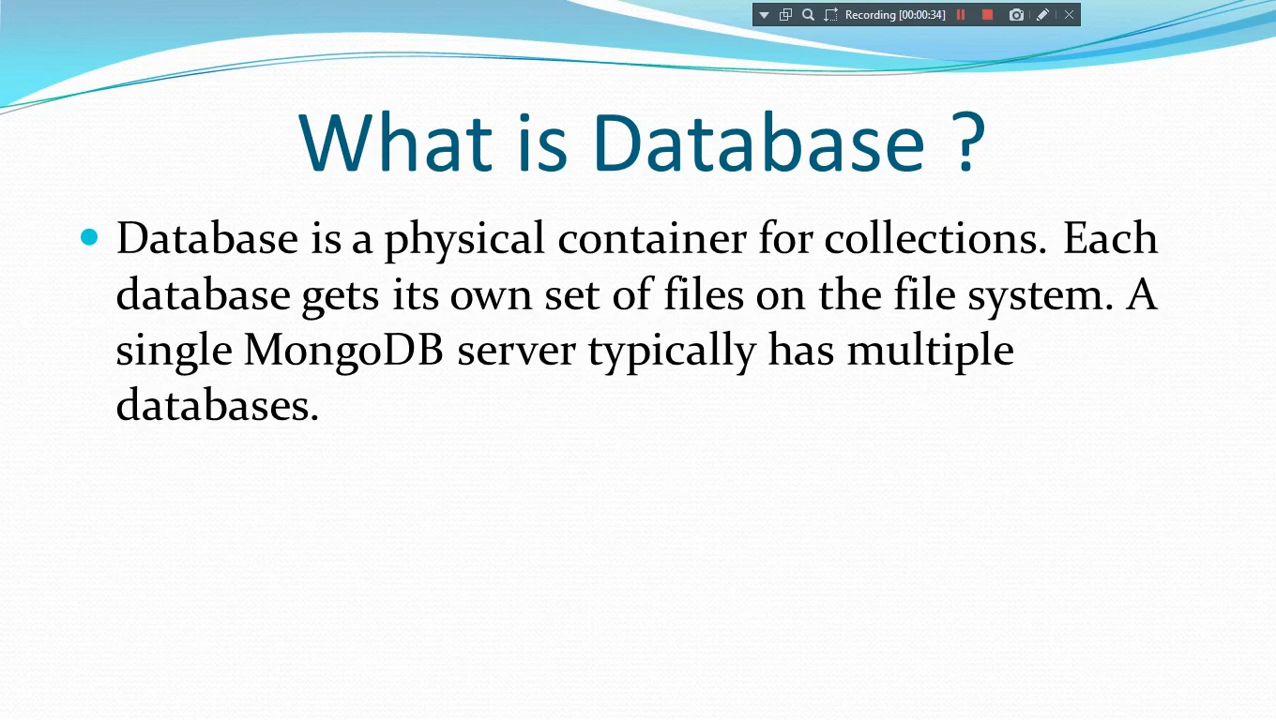 Recording [00:00:34]
What is Database ?
Database is a physical container for collections. Each
database gets its own set of files on the file system. A
single MongoDB server typically has multiple
databases.